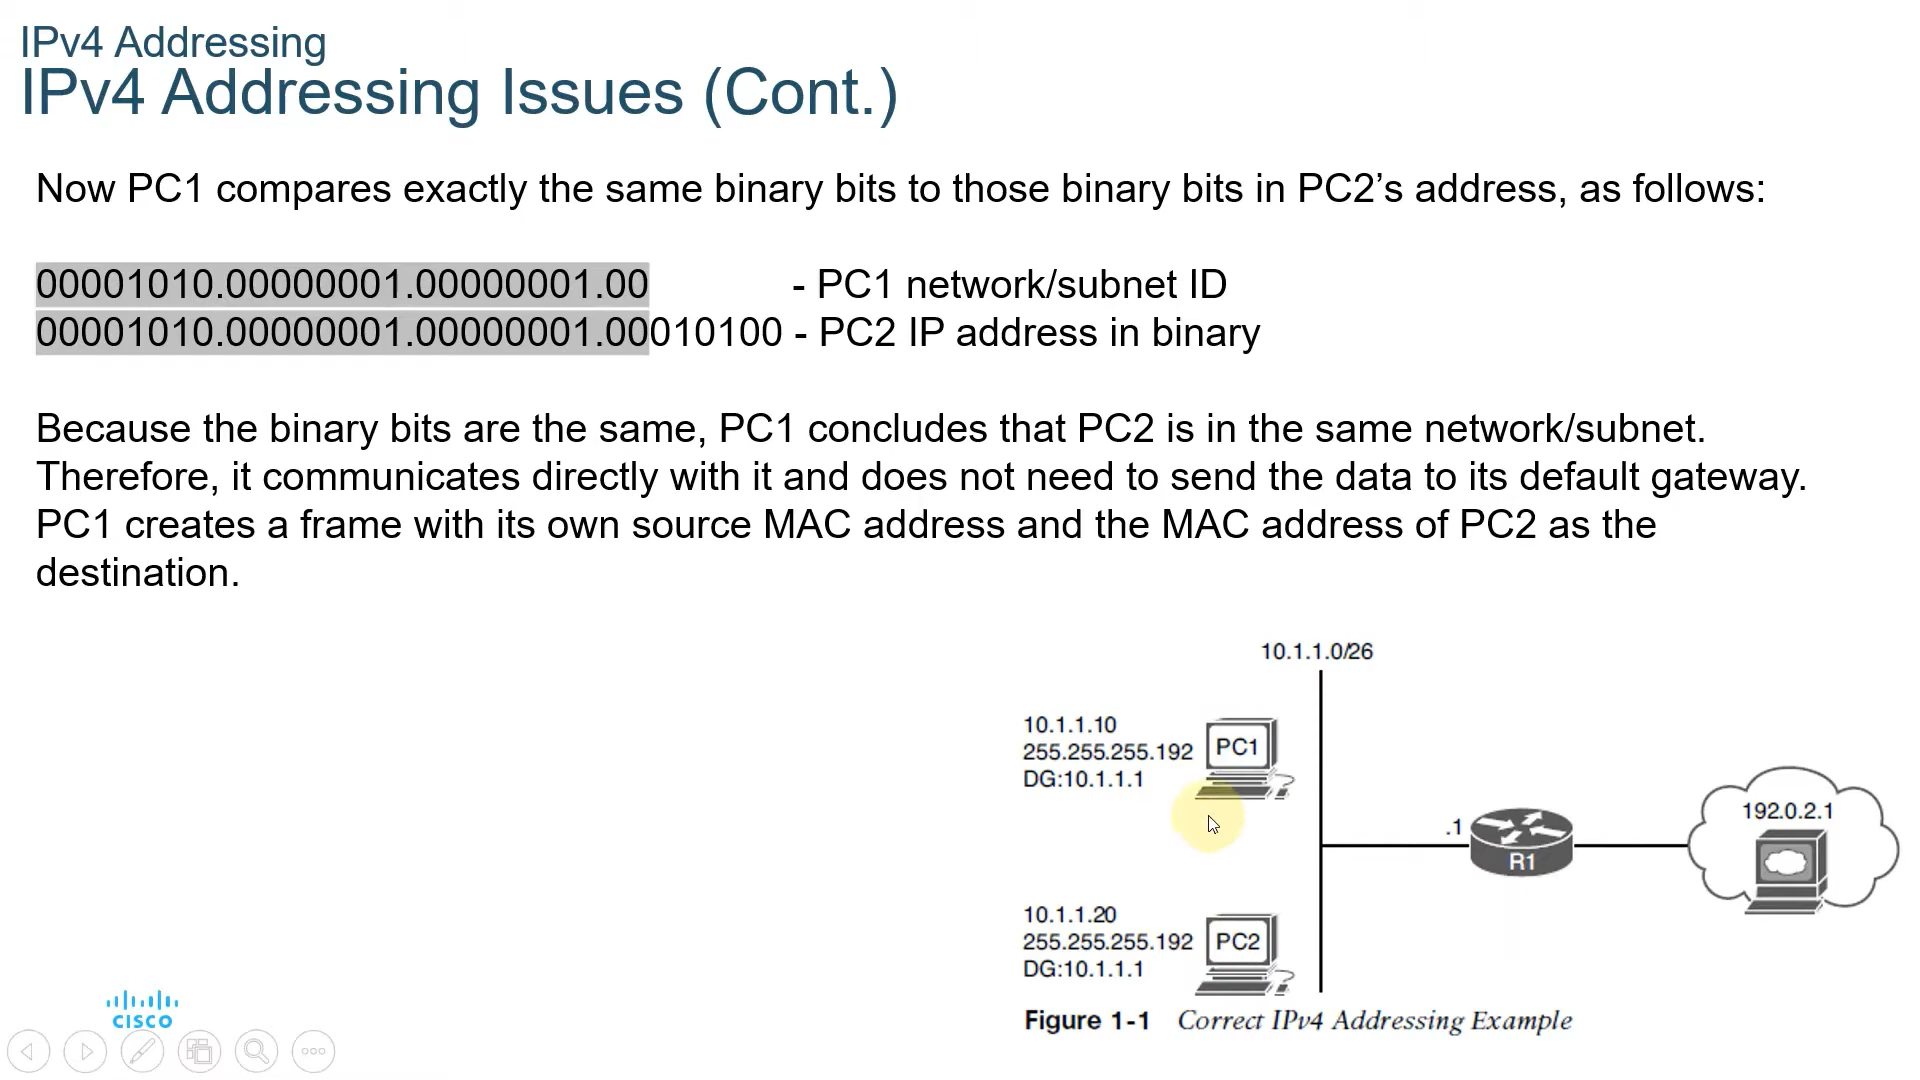 IPv4 Addressing
IPv4 Addressing Issues (Cont.)
Now PC1 compares exactly the same binary bits to those binary bits in PC2’s address, as follows:
00001010.00000001.00000001.00 - PC1 network/subnet ID
00001010.00000001.00000001.00010100 - PC2 IP address in binary
Because the binary bits are the same, PC1 concludes that PC2 is in the same network/subnet.
Therefore, it communicates directly with it and does not need to send the data to its default gateway.
PC1 creates a frame with its own source MAC address and the MAC address of PC2 as the
destination.
10.1.1.0/26
10.1.1.10
255.255.255.192
DG:10.1.1.1
PC1
.1
R1
192.0.2.1
10.1.1.20
255.255.255.192
DG:10.1.1.1
PC2
Figure 1-1 Correct IPv4 Addressing Example
CISCO